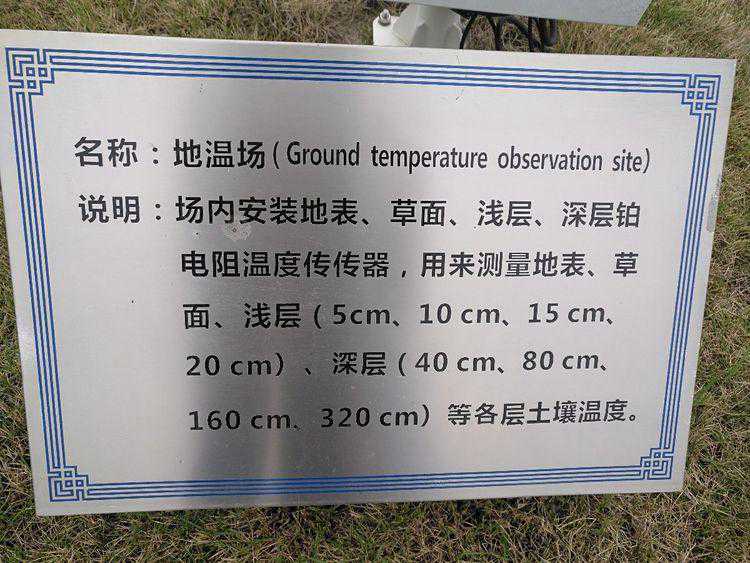 名称：地温场(Ground temperature observation site)
说明：场内安装地表、草面、浅层、深层铂
电阻温度传传器，用来测量地表、草
面、浅层（5cm、10 cm、15 cm、
20 cm）、深层（40 cm、80 cm、
160 cm、320 cm）等各层土壤温度。